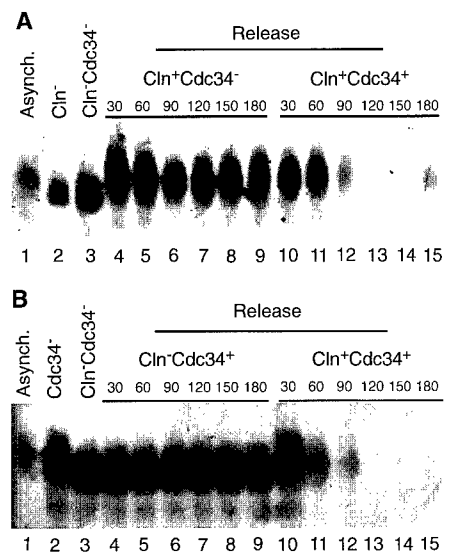 A
Release
Asynch.
Cln-
Cln-Cdc34-
Cln+Cdc34-
Cln+Cdc34+
30 60 90 120 150 180 30 60 90 120 150 180
1 2 3 4 5 6 7 8 9 10 11 12 13 14 15
B
Release
Asynch.
Cdc34-
Cln-Cdc34-
Cln-Cdc34+
Cln+Cdc34+
30 60 90 120 150 180 30 60 90 120 150 180
1 2 3 4 5 6 7 8 9 10 11 12 13 14 15